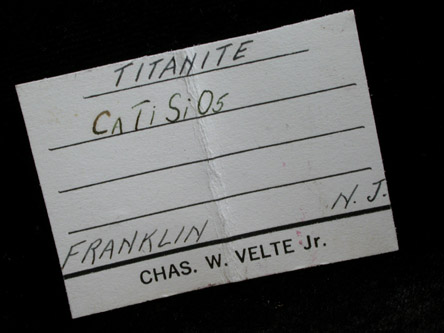 TITANITE
CaTiSiO5
FRANKLIN N.J.
CHAS. W. VELTE Jr.